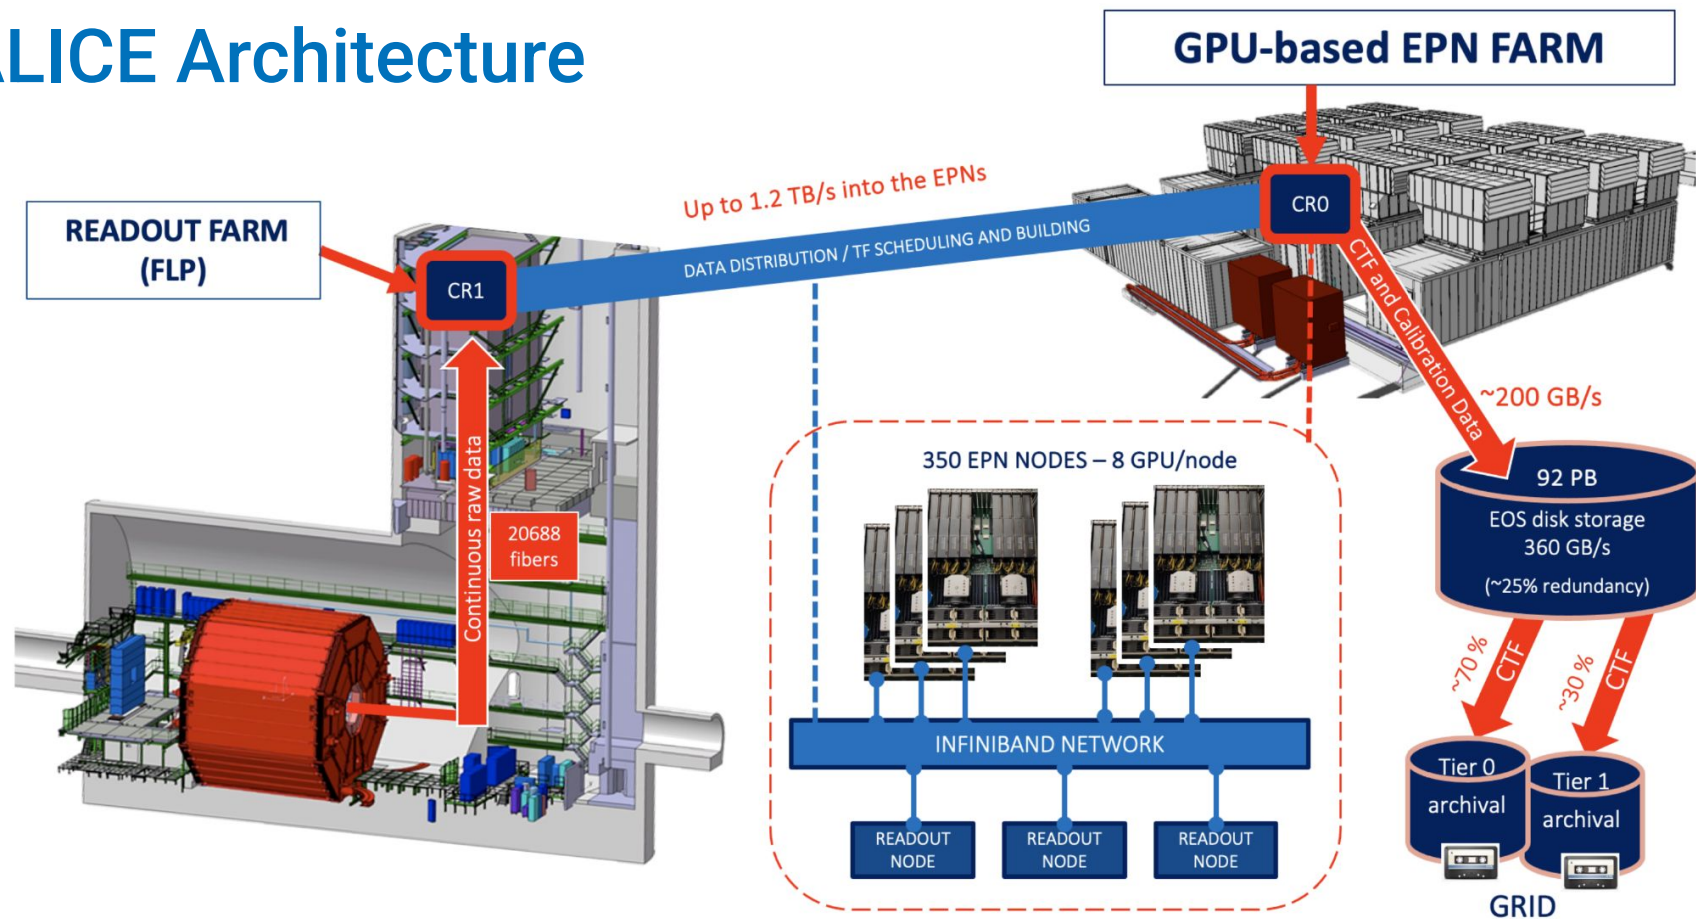 ALICE Architecture
GPU-based EPN FARM
READOUT FARM
(FLP)
CR1
Up to 1.2 TB/s into the EPNs
DATA DISTRIBUTION / TF SCHEDULING AND BUILDING
CR0
CTF and Calibration Data
~200 GB/s
Continuous raw data
20688
fibers
350 EPN NODES – 8 GPU/node
INFINIBAND NETWORK
READOUT
NODE
READOUT
NODE
READOUT
NODE
92 PB
EOS disk storage
360 GB/s
(~25% redundancy)
~70 %
CTF
~30 %
CTF
Tier 0
archival
Tier 1
archival
GRID